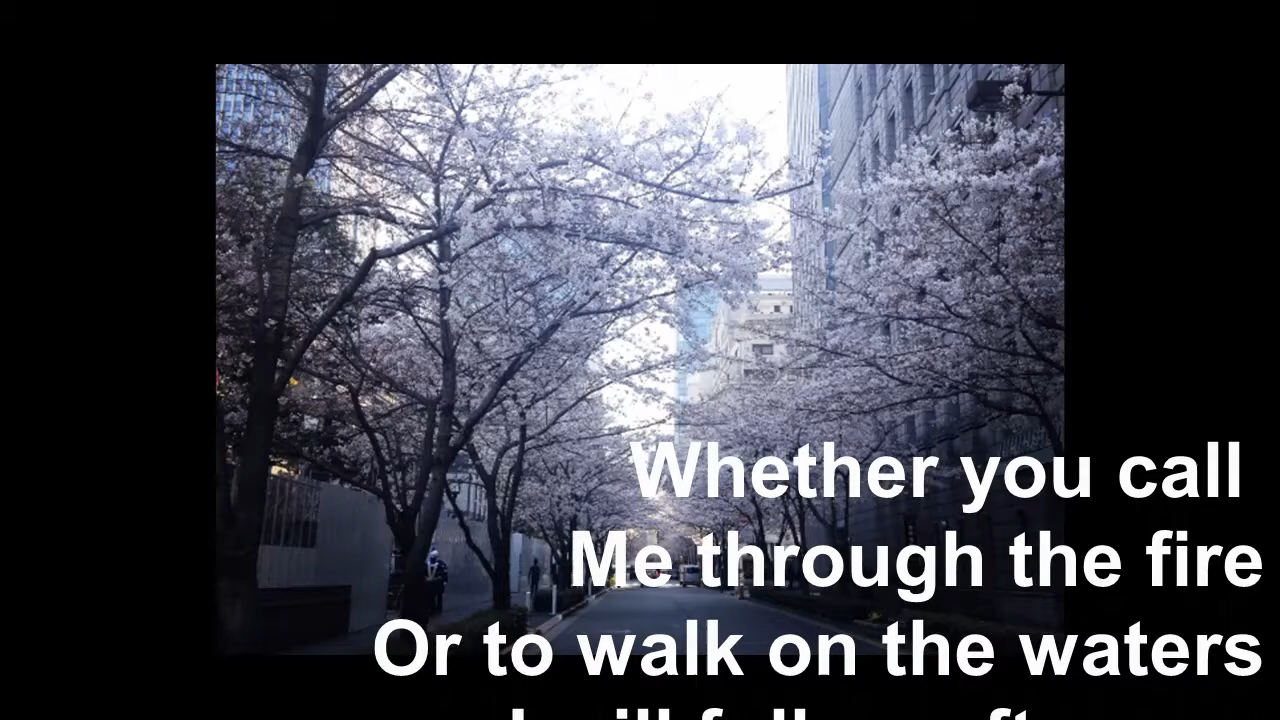 Whether you call
Me through the fire
Or to walk on the waters